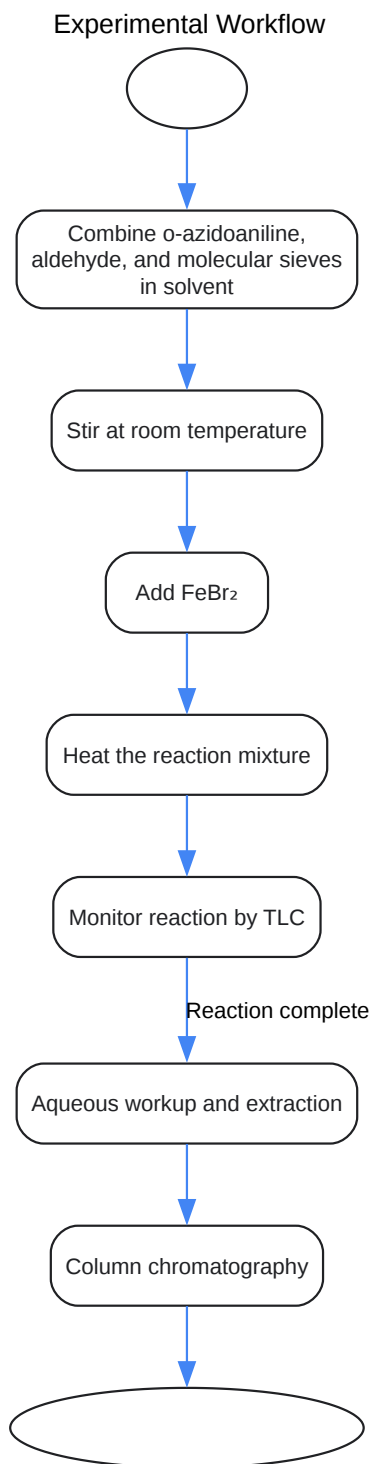 Experimental Workflow
Combine o-azidoaniline,
aldehyde, and molecular sieves
in solvent
Stir at room temperature
Add FeBr₂
Heat the reaction mixture
Monitor reaction by TLC
Reaction complete
Aqueous workup and extraction
Column chromatography